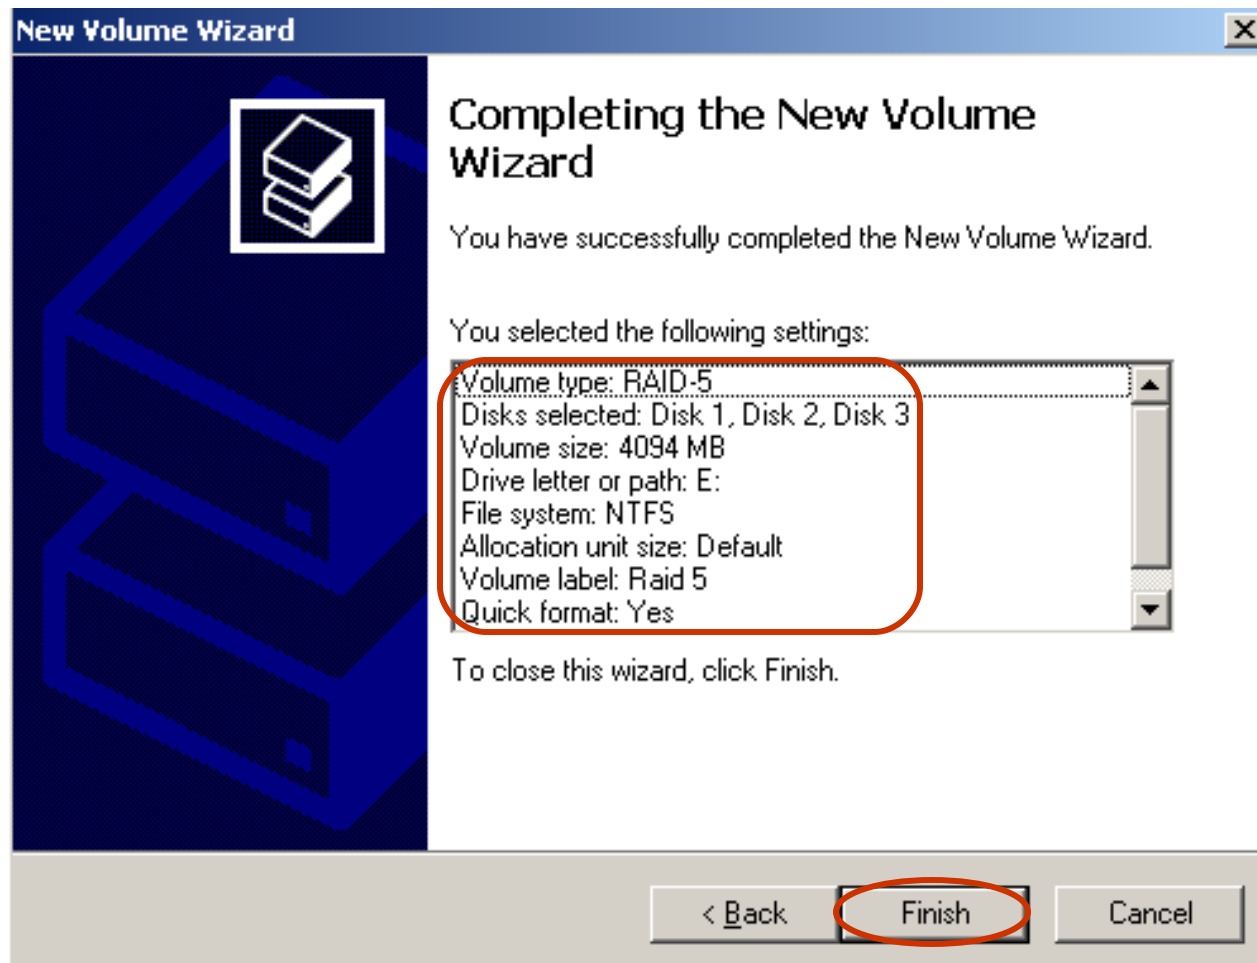 New Volume Wizard
Completing the New Volume
Wizard
You have successfully completed the New Volume Wizard.
You selected the following settings:
Volume type: RAID-5
Disks selected: Disk 1, Disk 2, Disk 3
Volume size: 4094 MB
Drive letter or path: E:
File system: NTFS
Allocation unit size: Default
Volume label: Raid 5
Quick format: Yes
To close this wizard, click Finish.
< Back Finish Cancel